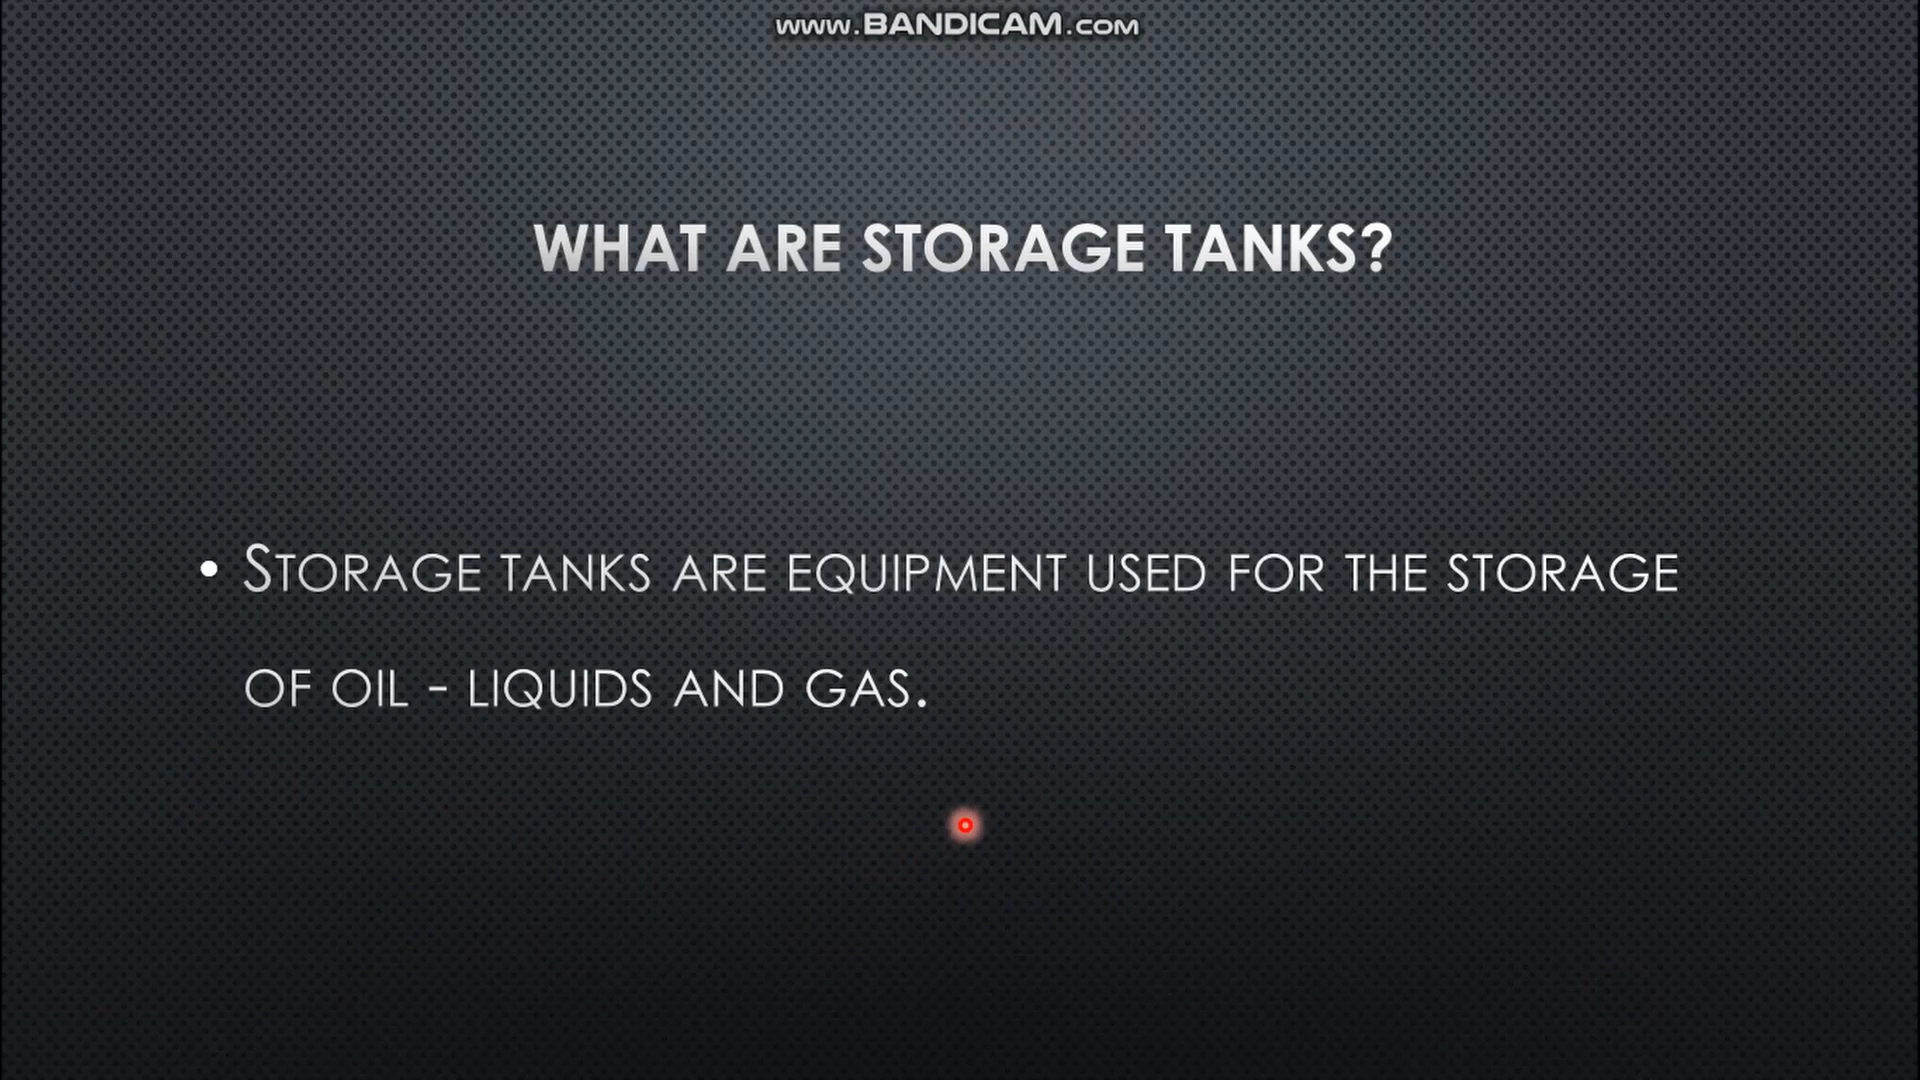 www.BANDICAM.com
WHAT ARE STORAGE TANKS?
• STORAGE TANKS ARE EQUIPMENT USED FOR THE STORAGE
OF OIL - LIQUIDS AND GAS.